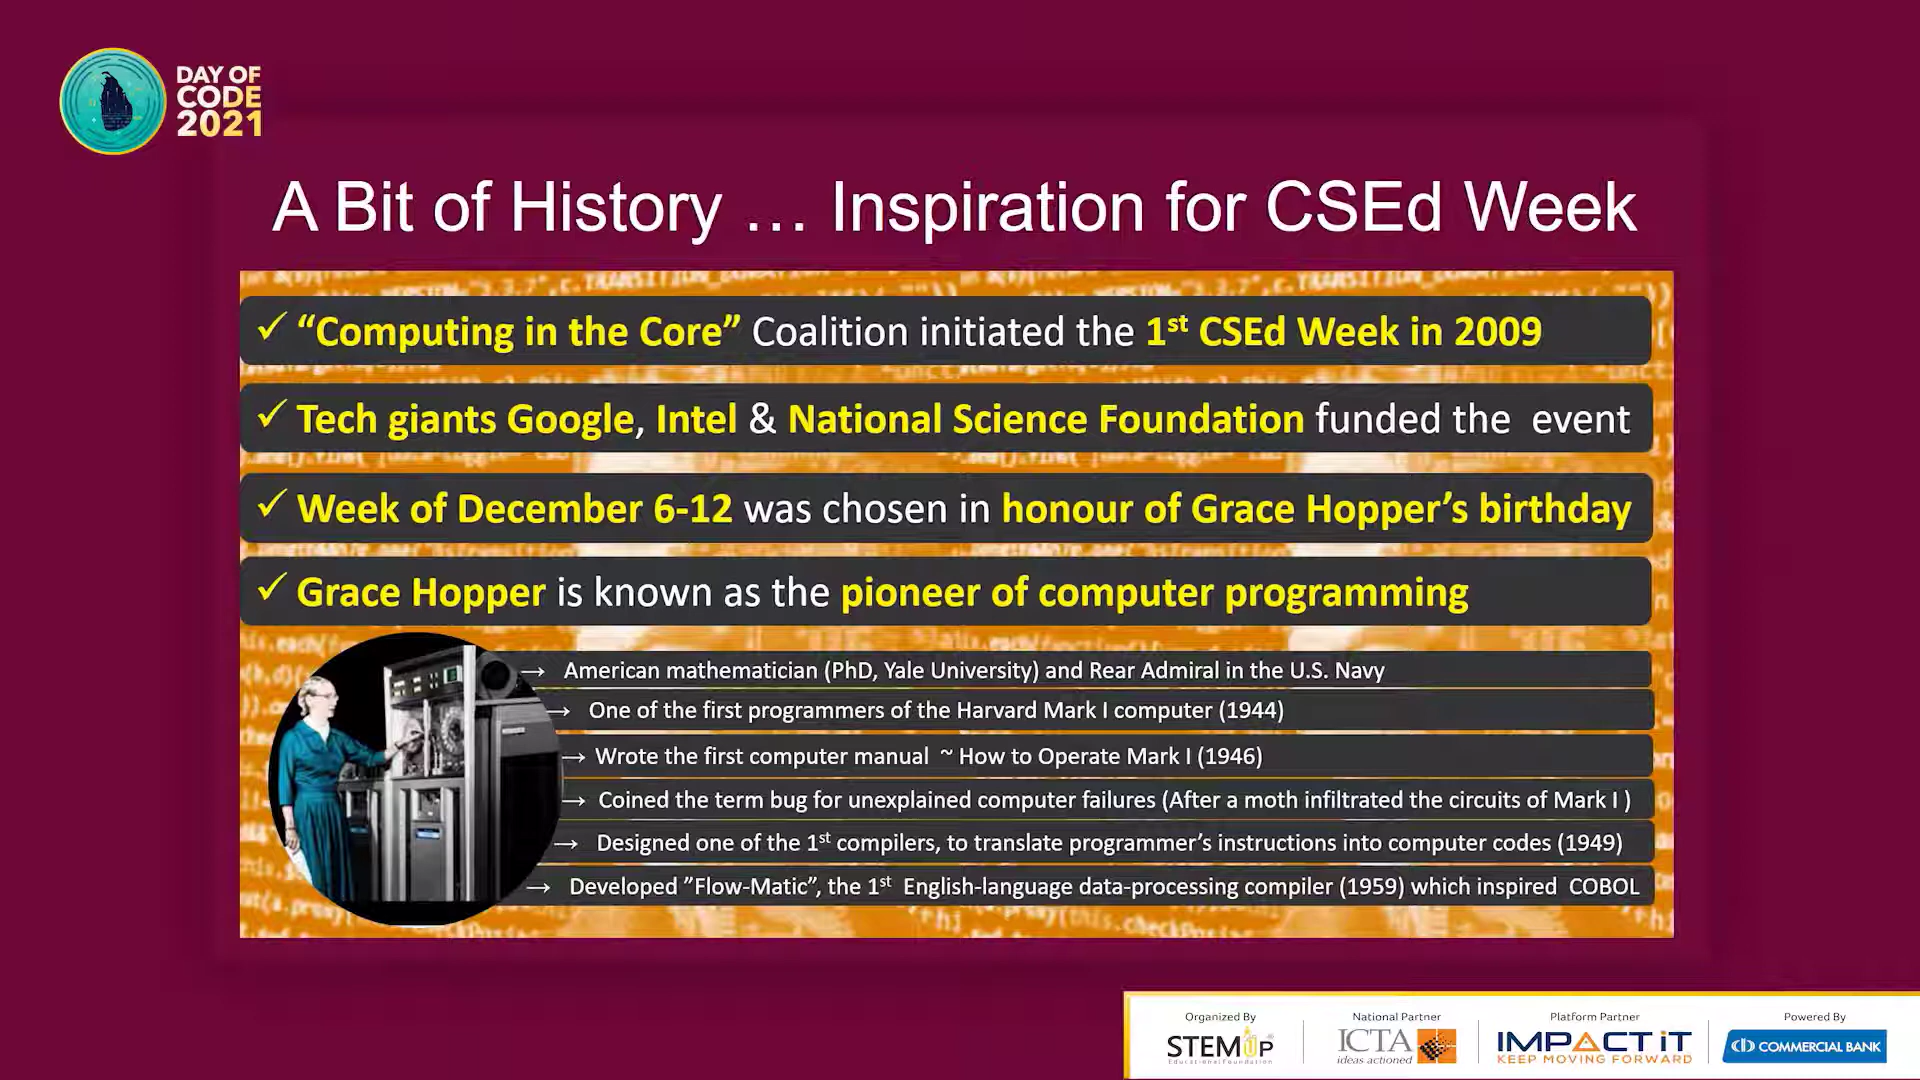 DAY OF
CODE
2021
A Bit of History … Inspiration for CSEd Week
✓ “Computing in the Core” Coalition initiated the 1st CSEd Week in 2009
✓ Tech giants Google, Intel & National Science Foundation funded the event
✓ Week of December 6-12 was chosen in honour of Grace Hopper’s birthday
✓ Grace Hopper is known as the pioneer of computer programming
→ American mathematician (PhD, Yale University) and Rear Admiral in the U.S. Navy
→ One of the first programmers of the Harvard Mark I computer (1944)
→ Wrote the first computer manual ~ How to Operate Mark I (1946)
→ Coined the term bug for unexplained computer failures (After a moth infiltrated the circuits of Mark I )
→ Designed one of the 1st compilers, to translate programmer’s instructions into computer codes (1949)
→ Developed ”Flow-Matic”, the 1st English-language data-processing compiler (1959) which inspired COBOL
Organized By
STEMUP
Educational Foundation
National Partner
ICTA
ideas actioned
Platform Partner
IMPACT iT
KEEP MOVING FORWARD
Powered By
COMMERCIAL BANK